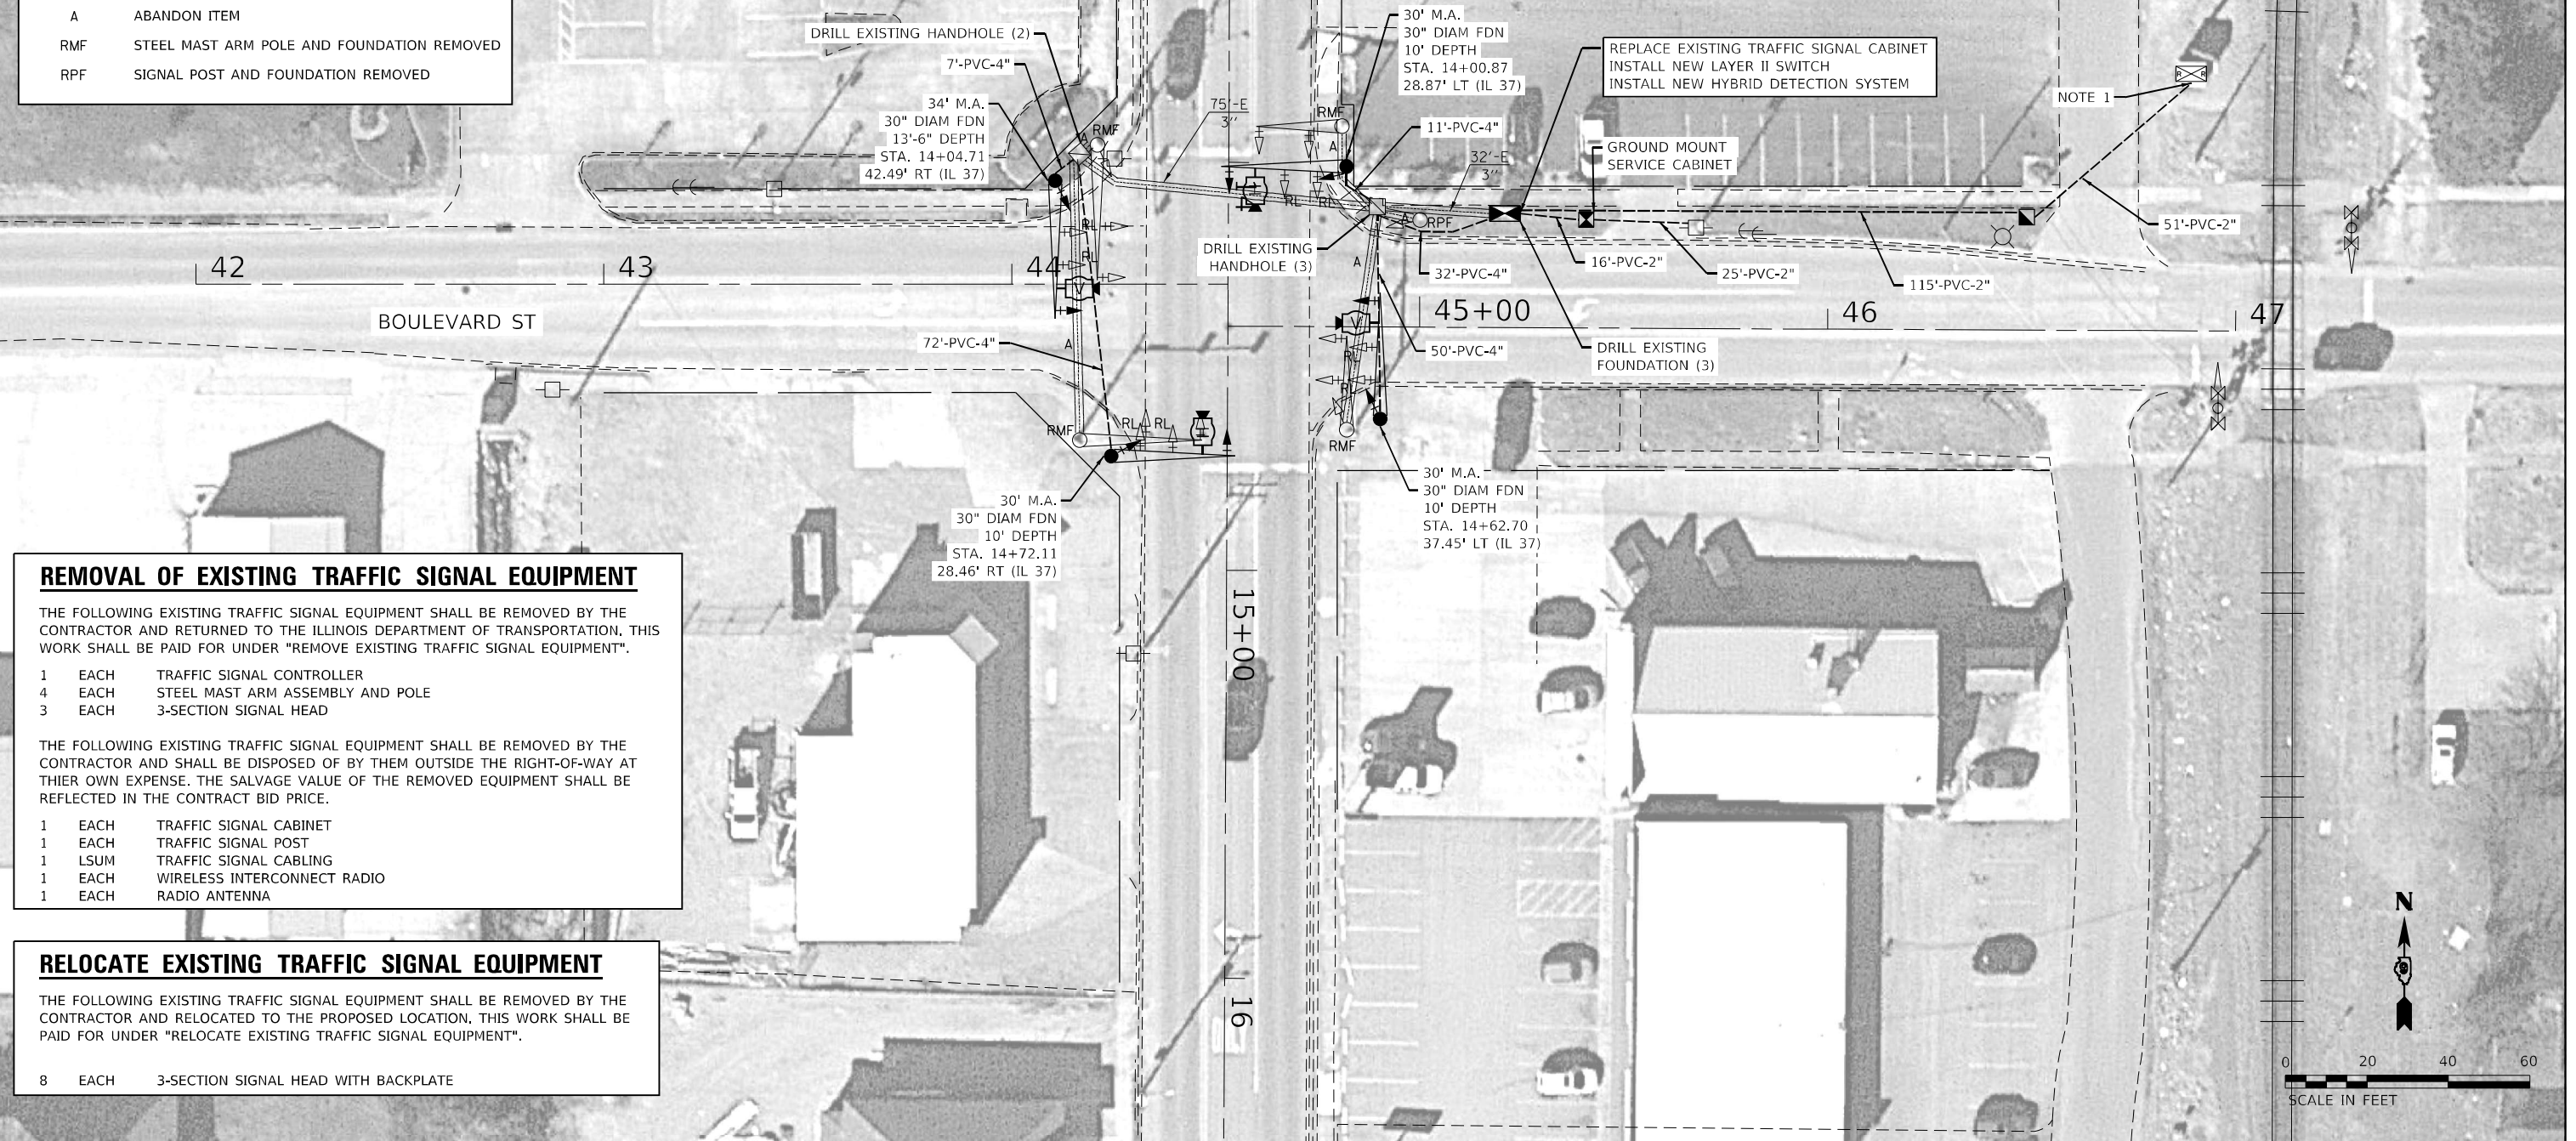 A ABANDON ITEM
RMF STEEL MAST ARM POLE AND FOUNDATION REMOVED
RPF SIGNAL POST AND FOUNDATION REMOVED
DRILL EXISTING HANDHOLE (2)
7'-PVC-4"
34' M.A.
30" DIAM FDN
13'-6" DEPTH
STA. 14+04.71
42.49' RT (IL 37)
RMF
A
75'-E
3"
30' M.A.
30" DIAM FDN
10' DEPTH
STA. 14+00.87
28.87' LT (IL 37)
RMF
A
11'-PVC-4"
32'-E
3"
REPLACE EXISTING TRAFFIC SIGNAL CABINET
INSTALL NEW LAYER II SWITCH
INSTALL NEW HYBRID DETECTION SYSTEM
GROUND MOUNT
SERVICE CABINET
NOTE 1
R R
51'-PVC-2"
RL
RL
RL
RL
A
RPF
DRILL EXISTING
HANDHOLE (3)
A
32'-PVC-4"
16'-PVC-2"
25'-PVC-2"
115'-PVC-2"
42
43
44
45+00
46
47
BOULEVARD ST
V
V
72'-PVC-4"
A
50'-PVC-4"
DRILL EXISTING
FOUNDATION (3)
RL
RL
RMF
RL
RL
RMF
30' M.A.
30" DIAM FDN
10' DEPTH
STA. 14+72.11
28.46' RT (IL 37)
30' M.A.
30" DIAM FDN
10' DEPTH
STA. 14+62.70
37.45' LT (IL 37)
15+00
16
REMOVAL OF EXISTING TRAFFIC SIGNAL EQUIPMENT
THE FOLLOWING EXISTING TRAFFIC SIGNAL EQUIPMENT SHALL BE REMOVED BY THE
CONTRACTOR AND RETURNED TO THE ILLINOIS DEPARTMENT OF TRANSPORTATION. THIS
WORK SHALL BE PAID FOR UNDER "REMOVE EXISTING TRAFFIC SIGNAL EQUIPMENT".
1 EACH TRAFFIC SIGNAL CONTROLLER
4 EACH STEEL MAST ARM ASSEMBLY AND POLE
3 EACH 3-SECTION SIGNAL HEAD
THE FOLLOWING EXISTING TRAFFIC SIGNAL EQUIPMENT SHALL BE REMOVED BY THE
CONTRACTOR AND SHALL BE DISPOSED OF BY THEM OUTSIDE THE RIGHT-OF-WAY AT
THIER OWN EXPENSE. THE SALVAGE VALUE OF THE REMOVED EQUIPMENT SHALL BE
REFLECTED IN THE CONTRACT BID PRICE.
1 EACH TRAFFIC SIGNAL CABINET
1 EACH TRAFFIC SIGNAL POST
1 LSUM TRAFFIC SIGNAL CABLING
1 EACH WIRELESS INTERCONNECT RADIO
1 EACH RADIO ANTENNA
RELOCATE EXISTING TRAFFIC SIGNAL EQUIPMENT
THE FOLLOWING EXISTING TRAFFIC SIGNAL EQUIPMENT SHALL BE REMOVED BY THE
CONTRACTOR AND RELOCATED TO THE PROPOSED LOCATION. THIS WORK SHALL BE
PAID FOR UNDER "RELOCATE EXISTING TRAFFIC SIGNAL EQUIPMENT".
8 EACH 3-SECTION SIGNAL HEAD WITH BACKPLATE
N
0 20 40 60
SCALE IN FEET